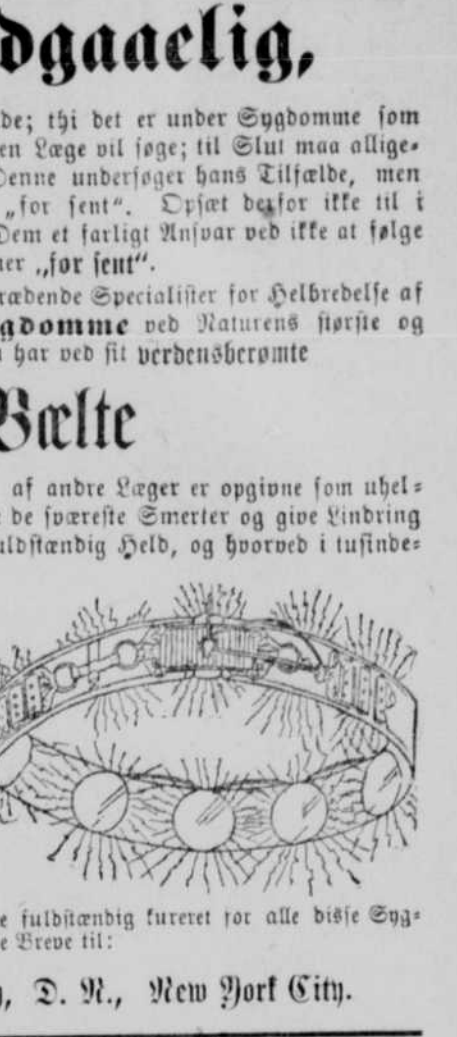 dgaaelig,
de; thi det er under Sygdomme som
en Læge vil søge; til Slut maa allige-
Denne undersøger hans Tilfælde, men
„for sent“. Opsæt derfor ikke til i
Dem et farligt Ansvar ved ikke at følge
ner „for sent“.
rædende Specialister for Helbredelse af
gdomme ved Naturens største og
har ved sit verdensberømte
Bælte
af andre Læger er opgivne som uhel-
de sværeste Smerter og give Lindring
uldstændig Held, og hvorved i tusinde-
e fuldstændig kureret for alle disse Syg-
e Breve til:
D. N., New York City.